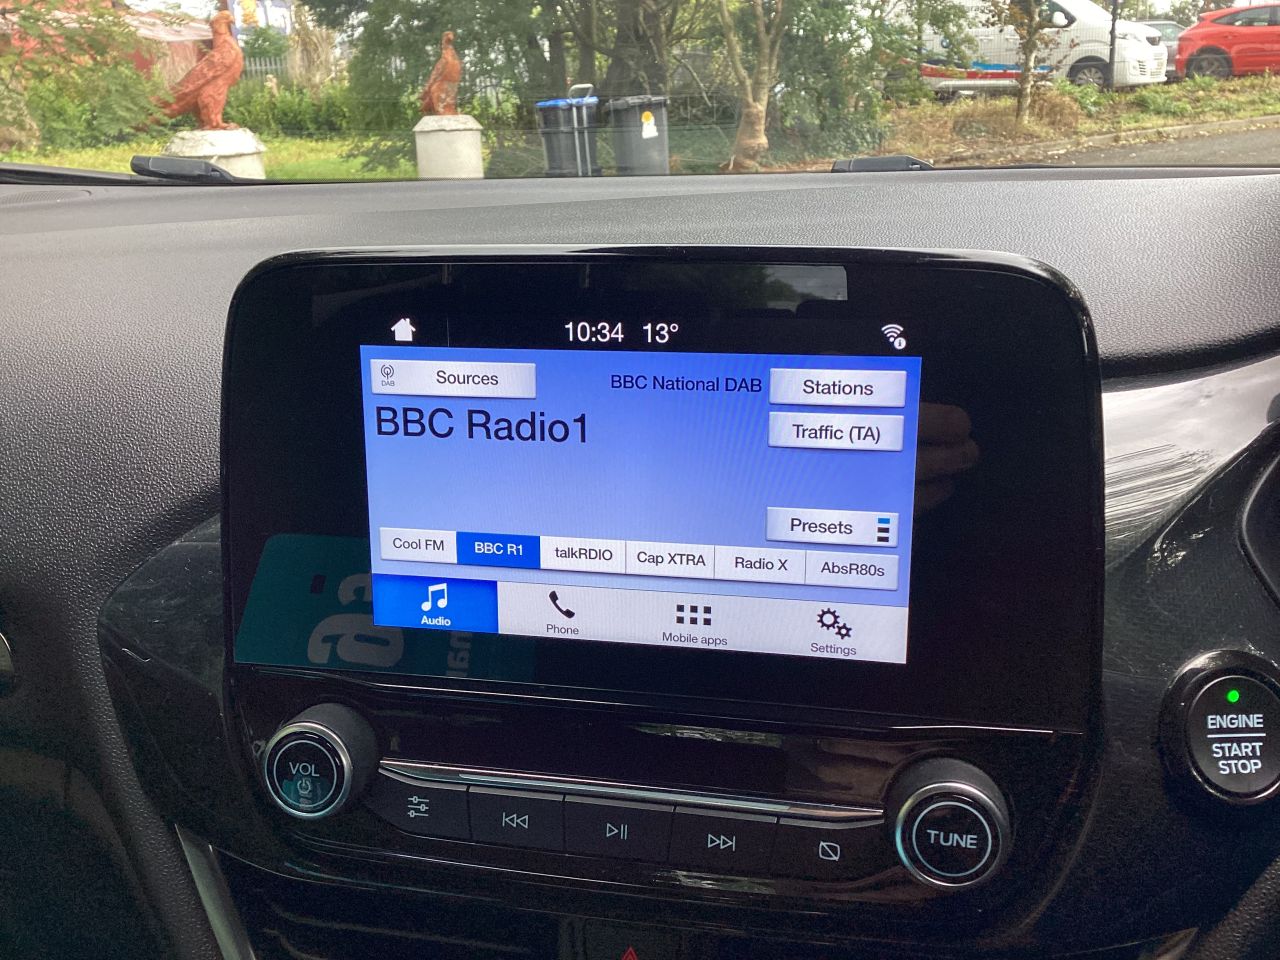 10:34 13°
DAB
Sources
BBC National DAB
Stations
BBC Radio1
Traffic (TA)
Presets
Cool FM
BBC R1
talkRDIO
Cap XTRA
Radio X
AbsR80s
Audio
Phone
Mobile apps
Settings
VOL
TUNE
ENGINE
START
STOP